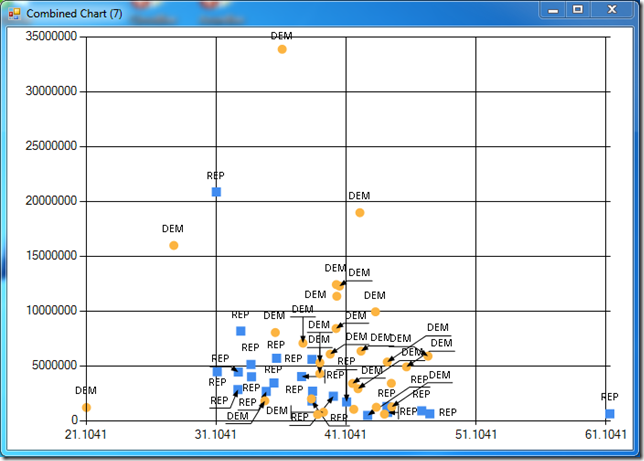 Combined Chart (7)
35000000
DEM
30000000
25000000
REP
20000000
DEM
DEM
15000000
DEM
DEM
DEM
10000000
REP
DEM
DEM
DEM
DEM
DEM
DEM
DEM
DEM
DEM
REP
REP
REP
REP
REP
DEM
DEM
5000000
REP
REP
DEM
REP
DEM
REP
REP
REP
REP
REP
DEM
REP
REP
DEM
DEM
REP
REP
REP
REP
0
21.1041
31.1041
41.1041
51.1041
61.1041